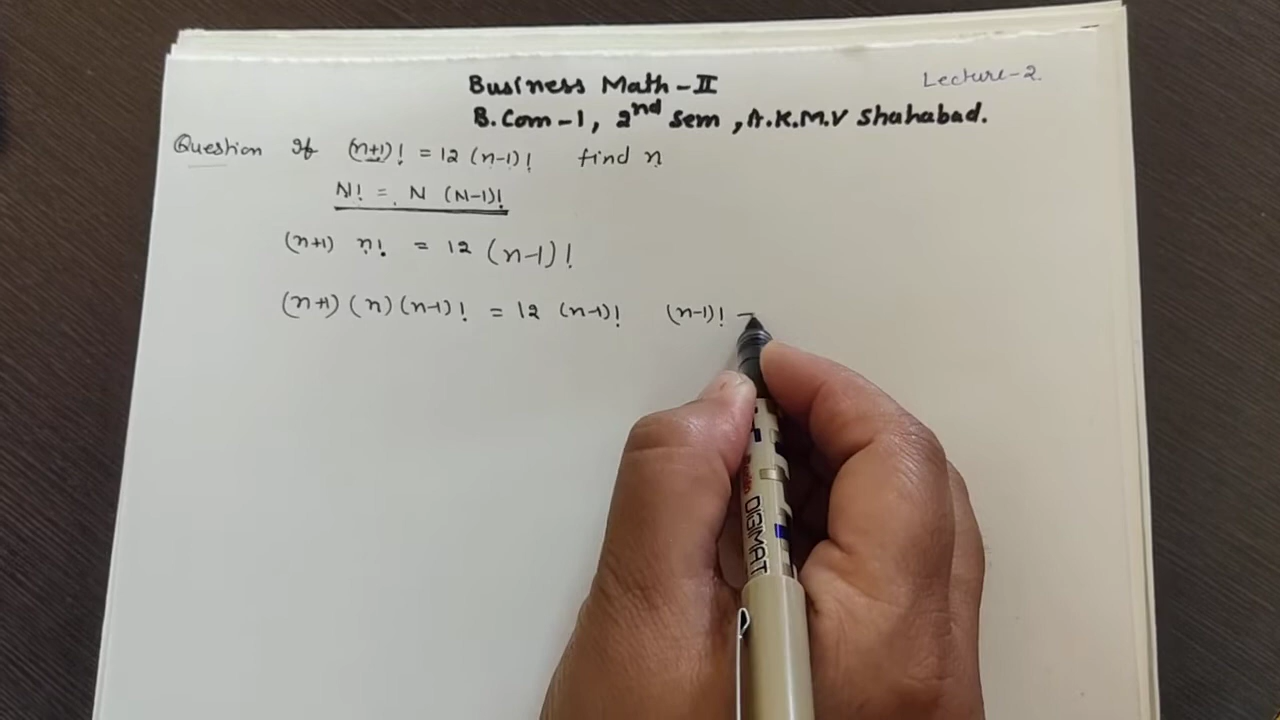 Lecture-2.
Business Math-II
B.Com-1, 2nd Sem, A.K.M.V Shahabad.
Question If (n+1)! = 12 (n-1)! find n
N! = N (N-1)!
(n+1) n! = 12 (n-1)!
(n+1) (n) (n-1)! = 12 (n-1)! (n-1)! -
DIGIMAT